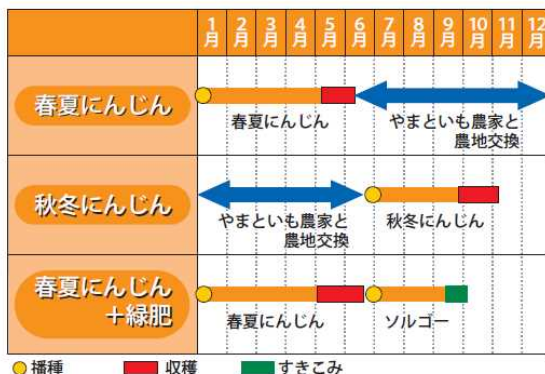 1月 2月 3月 4月 5月 6月 7月 8月 9月 10月 11月 12月
春夏にんじん
春夏にんじん
やまといも農家と
農地交換
秋冬にんじん
やまといも農家と
農地交換
秋冬にんじん
春夏にんじん
+緑肥
春夏にんじん
ソルゴー
播種 収穫 すきこみ